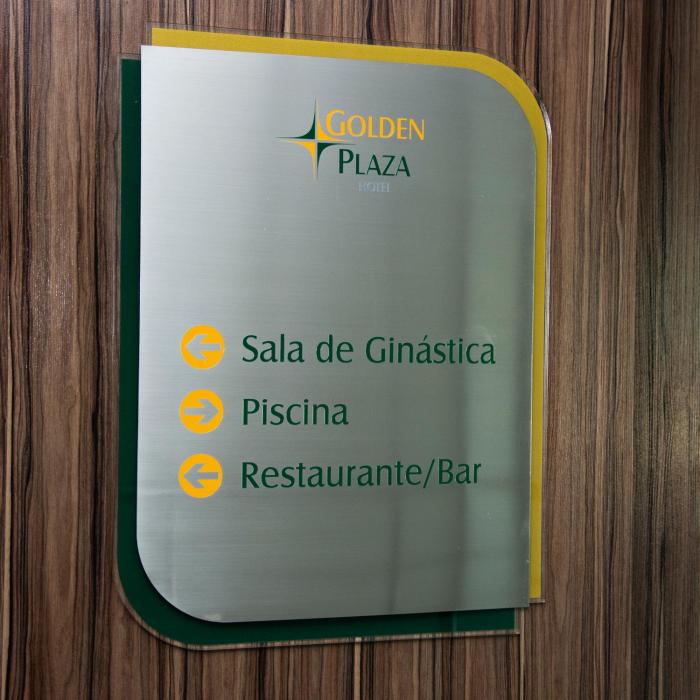 GOLDEN
PLAZA
HOTEL
Sala de Ginástica
Piscina
Restaurante/Bar